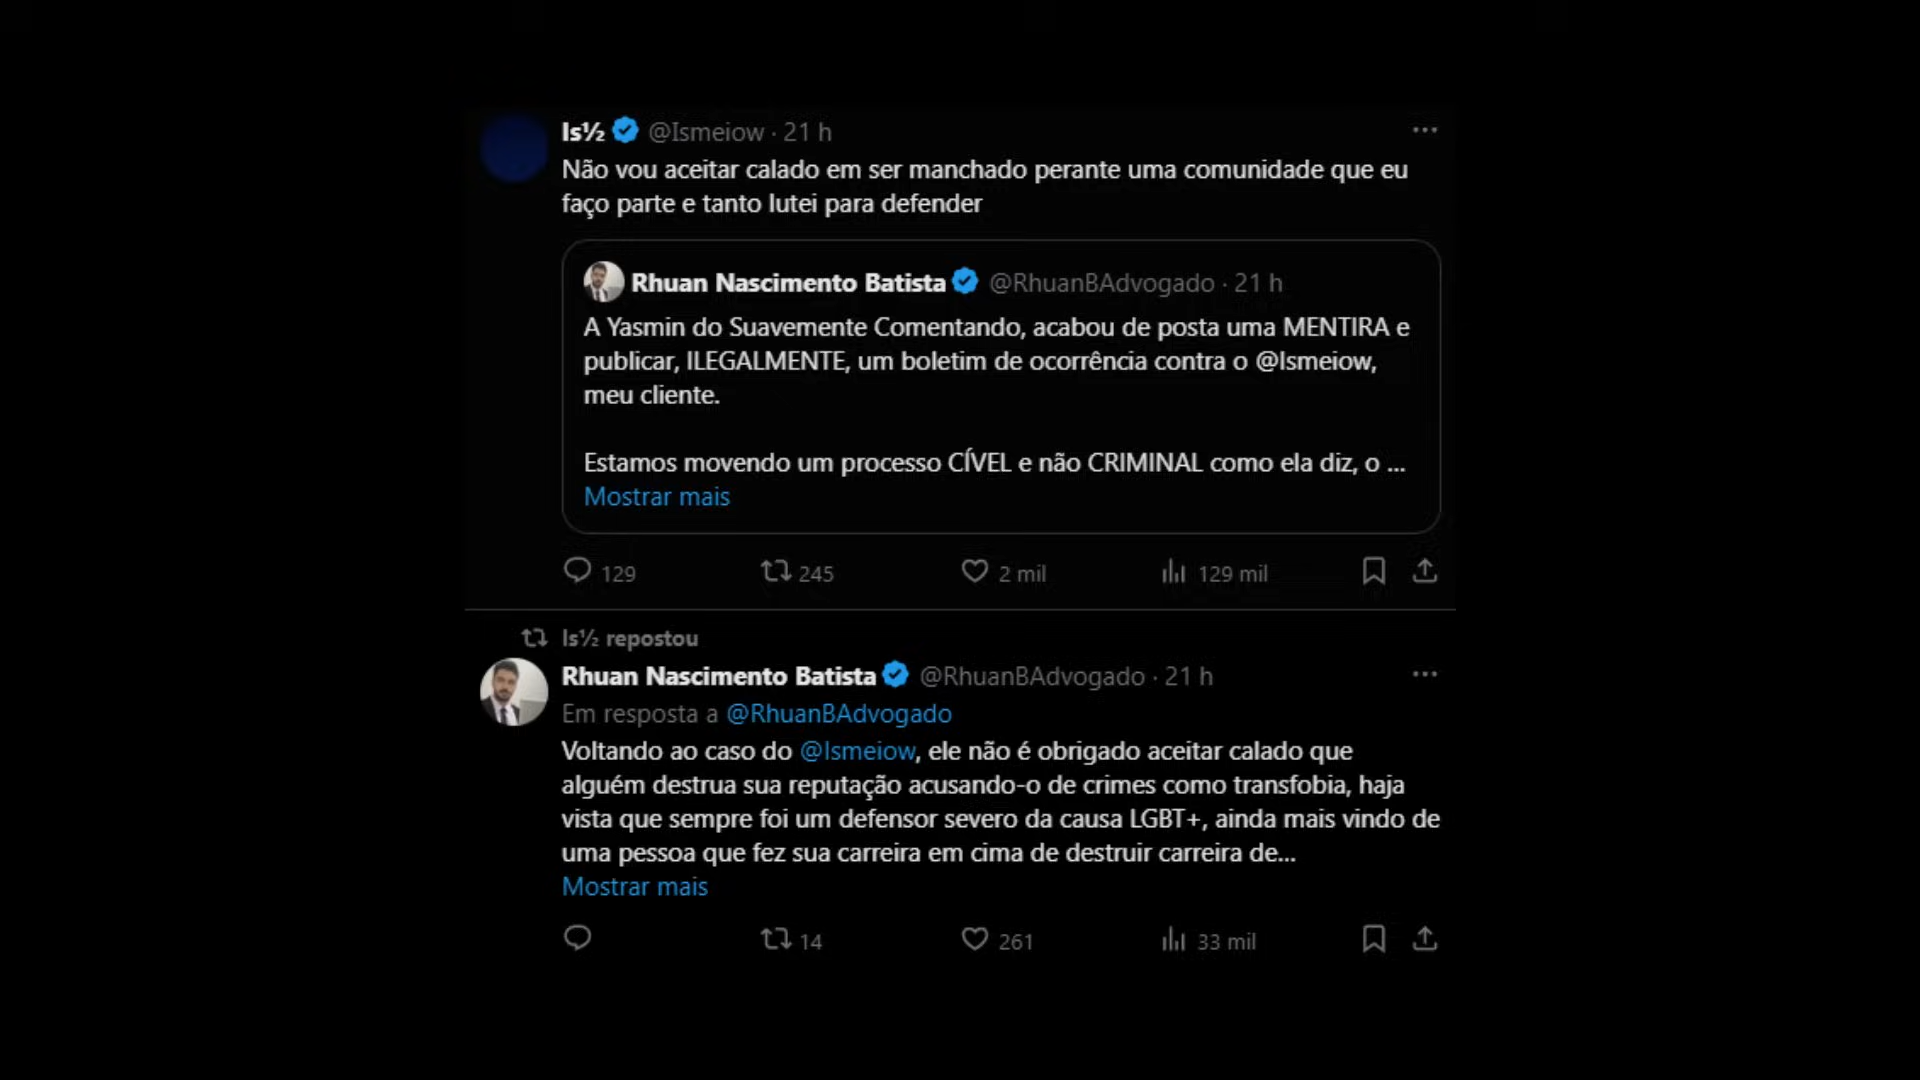 Is½ @Ismeiow · 21 h
Não vou aceitar calado em ser manchado perante uma comunidade que eu
faço parte e tanto lutei para defender
Rhuan Nascimento Batista @RhuanBAdvogado · 21 h
A Yasmin do Suavemente Comentando, acabou de posta uma MENTIRA e
publicar, ILEGALMENTE, um boletim de ocorrência contra o @Ismeiow,
meu cliente.
Estamos movendo um processo CÍVEL e não CRIMINAL como ela diz, o ...
Mostrar mais
129 245 2 mil 129 mil
Is½ repostou
Rhuan Nascimento Batista @RhuanBAdvogado · 21 h
Em resposta a @RhuanBAdvogado
Voltando ao caso do @Ismeiow, ele não é obrigado aceitar calado que
alguém destrua sua reputação acusando-o de crimes como transfobia, haja
vista que sempre foi um defensor severo da causa LGBT+, ainda mais vindo de
uma pessoa que fez sua carreira em cima de destruir carreira de...
Mostrar mais
14 261 33 mil